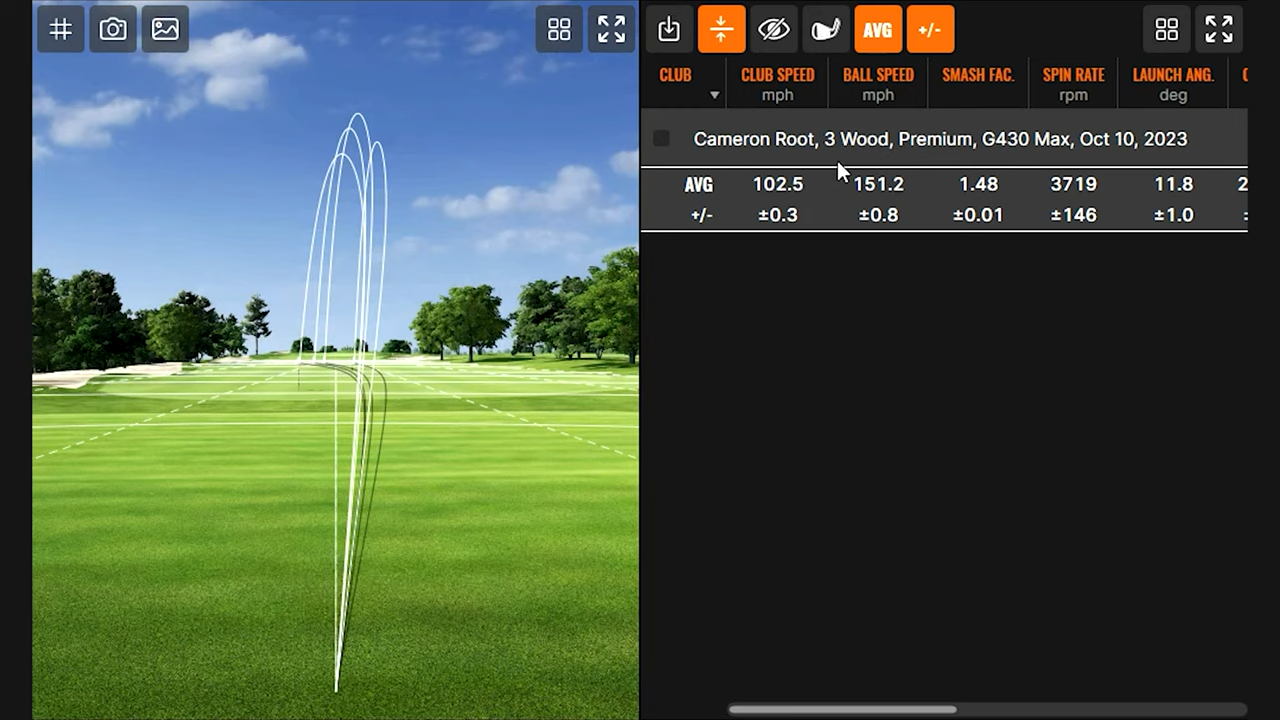 AVG +/-
CLUB CLUB SPEED BALL SPEED SMASH FAC. SPIN RATE LAUNCH ANG.
mph mph rpm deg
Cameron Root, 3 Wood, Premium, G430 Max, Oct 10, 2023
AVG 102.5 151.2 1.48 3719 11.8 2
+/- ±0.3 ±0.8 ±0.01 ±146 ±1.0